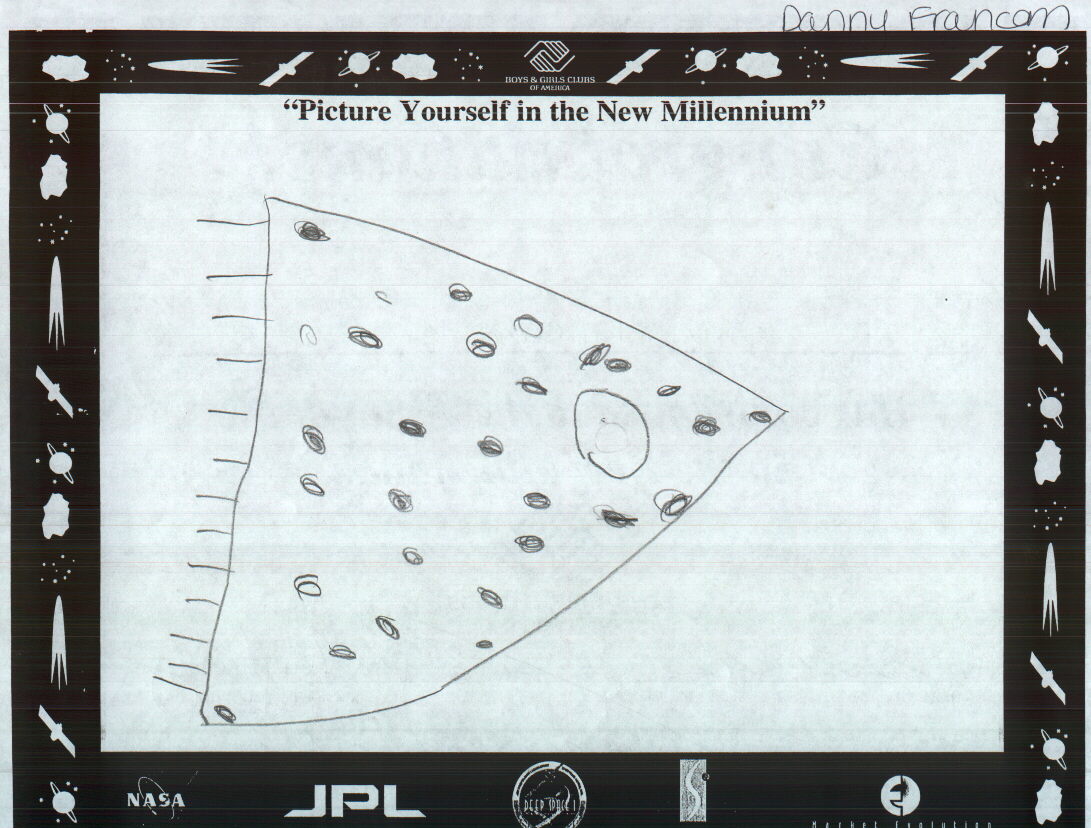 Danny Francom
BOYS & GIRLS CLUBS
OF AMERICA
“Picture Yourself in the New Millennium”
NASA
JPL
DEEP SPACE 1
Market Evolution